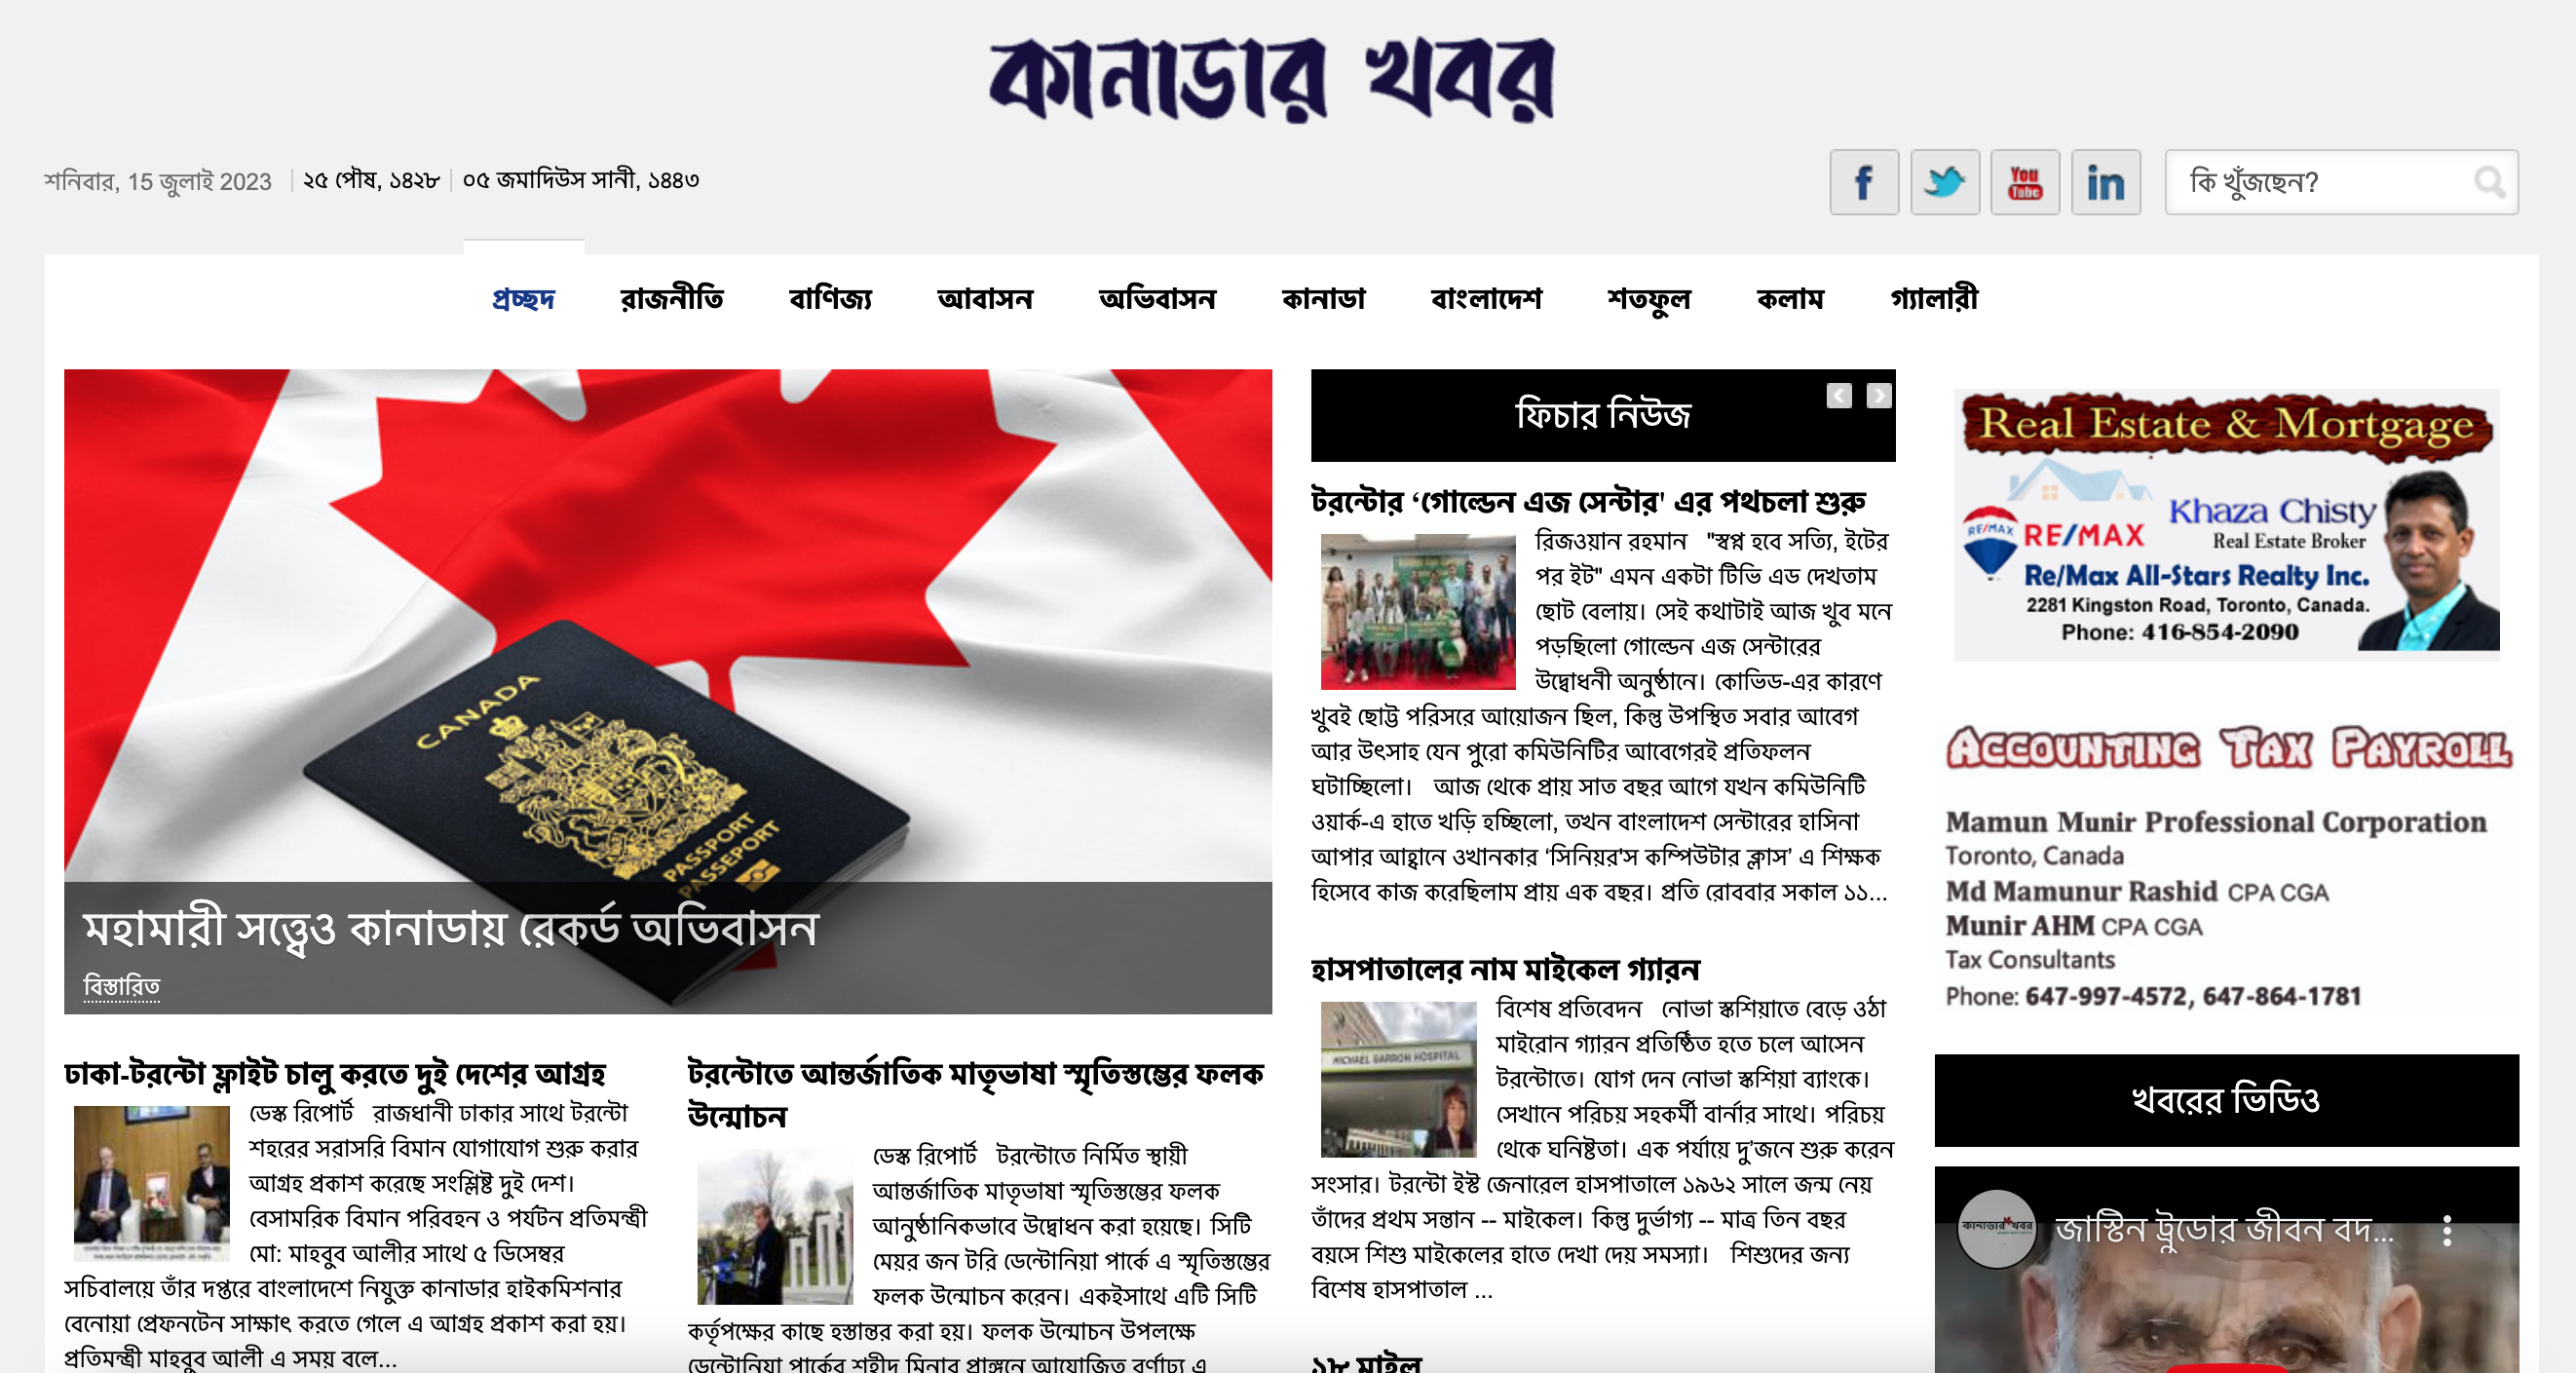 কানাডার খবর
শনিবার, 15 জুলাই 2023
২৫ পৌষ, ১৪২৮
০৫ জমাদিউস সানী, ১৪৪৩
কি খুঁজছেন?
প্রচ্ছদ রাজনীতি বাণিজ্য আবাসন অভিবাসন কানাডা বাংলাদেশ শতফুল কলাম গ্যালারী
CANADA
PASSPORT
PASSEPORT
মহামারী সত্ত্বেও কানাডায় রেকর্ড অভিবাসন
বিস্তারিত
ঢাকা-টরন্টো ফ্লাইট চালু করতে দুই দেশের আগ্রহ
ডেস্ক রিপোর্ট রাজধানী ঢাকার সাথে টরন্টো
শহরের সরাসরি বিমান যোগাযোগ শুরু করার
আগ্রহ প্রকাশ করেছে সংশ্লিষ্ট দুই দেশ।
বেসামরিক বিমান পরিবহন ও পর্যটন প্রতিমন্ত্রী
মো: মাহবুব আলীর সাথে ৫ ডিসেম্বর
সচিবালয়ে তাঁর দপ্তরে বাংলাদেশে নিযুক্ত কানাডার হাইকমিশনার
বেনোয়া প্রেফনটেন সাক্ষাৎ করতে গেলে এ আগ্রহ প্রকাশ করা হয়।
প্রতিমন্ত্রী মাহবুব আলী এ সময় বলে...
টরন্টোতে আন্তর্জাতিক মাতৃভাষা স্মৃতিস্তম্ভের ফলক
উন্মোচন
ডেস্ক রিপোর্ট টরন্টোতে নির্মিত স্থায়ী
আন্তর্জাতিক মাতৃভাষা স্মৃতিস্তম্ভের ফলক
আনুষ্ঠানিকভাবে উদ্বোধন করা হয়েছে। সিটি
মেয়র জন টরি ডেন্টোনিয়া পার্কে এ স্মৃতিস্তম্ভের
ফলক উন্মোচন করেন। একইসাথে এটি সিটি
কর্তৃপক্ষের কাছে হস্তান্তর করা হয়। ফলক উন্মোচন উপলক্ষে
ডেন্টোনিয়া পার্কের শহীদ মিনার প্রাঙ্গনে আয়োজিত বর্ণাঢ্য এ
ফিচার নিউজ
টরন্টোর ‘গোল্ডেন এজ সেন্টার' এর পথচলা শুরু
রিজওয়ান রহমান "স্বপ্ন হবে সত্যি, ইটের
পর ইট" এমন একটা টিভি এড দেখতাম
ছোট বেলায়। সেই কথাটাই আজ খুব মনে
পড়ছিলো গোল্ডেন এজ সেন্টারের
উদ্বোধনী অনুষ্ঠানে। কোভিড-এর কারণে
খুবই ছোট্ট পরিসরে আয়োজন ছিল, কিন্তু উপস্থিত সবার আবেগ
আর উৎসাহ যেন পুরো কমিউনিটির আবেগেরই প্রতিফলন
ঘটাচ্ছিলো। আজ থেকে প্রায় সাত বছর আগে যখন কমিউনিটি
ওয়ার্ক-এ হাতে খড়ি হচ্ছিলো, তখন বাংলাদেশ সেন্টারের হাসিনা
আপার আহ্বানে ওখানকার ‘সিনিয়র'স কম্পিউটার ক্লাস’ এ শিক্ষক
হিসেবে কাজ করেছিলাম প্রায় এক বছর। প্রতি রোববার সকাল ১১...
হাসপাতালের নাম মাইকেল গ্যারন
MICHAEL GARRON HOSPITAL
বিশেষ প্রতিবেদন নোভা স্কশিয়াতে বেড়ে ওঠা
মাইরোন গ্যারন প্রতিষ্ঠিত হতে চলে আসেন
টরন্টোতে। যোগ দেন নোভা স্কশিয়া ব্যাংকে।
সেখানে পরিচয় সহকর্মী বার্নার সাথে। পরিচয়
থেকে ঘনিষ্টতা। এক পর্যায়ে দু’জনে শুরু করেন
সংসার। টরন্টো ইস্ট জেনারেল হাসপাতালে ১৯৬২ সালে জন্ম নেয়
তাঁদের প্রথম সন্তান -- মাইকেল। কিন্তু দুর্ভাগ্য -- মাত্র তিন বছর
বয়সে শিশু মাইকেলের হাতে দেখা দেয় সমস্যা। শিশুদের জন্য
বিশেষ হাসপাতাল ...
১৮ মাইল
Real Estate & Mortgage
RE/MAX
RE/MAX
Khaza Chisty
Real Estate Broker
Re/Max All-Stars Realty Inc.
2281 Kingston Road, Toronto, Canada.
Phone: 416-854-2090
ACCOUNTING TAX PAYROLL
Mamun Munir Professional Corporation
Toronto, Canada
Md Mamunur Rashid CPA CGA
Munir AHM CPA CGA
Tax Consultants
Phone: 647-997-4572, 647-864-1781
খবরের ভিডিও
কানাডার খবর
জাস্টিন ট্রুডোর জীবন বদ...